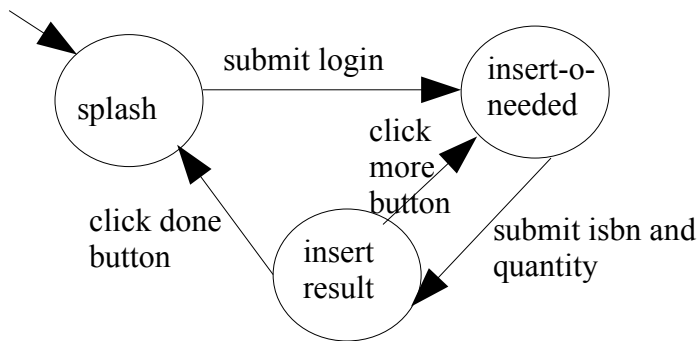 submit login
insert-o-
needed
splash
click
more
button
click done
button
insert
result
submit isbn and
quantity